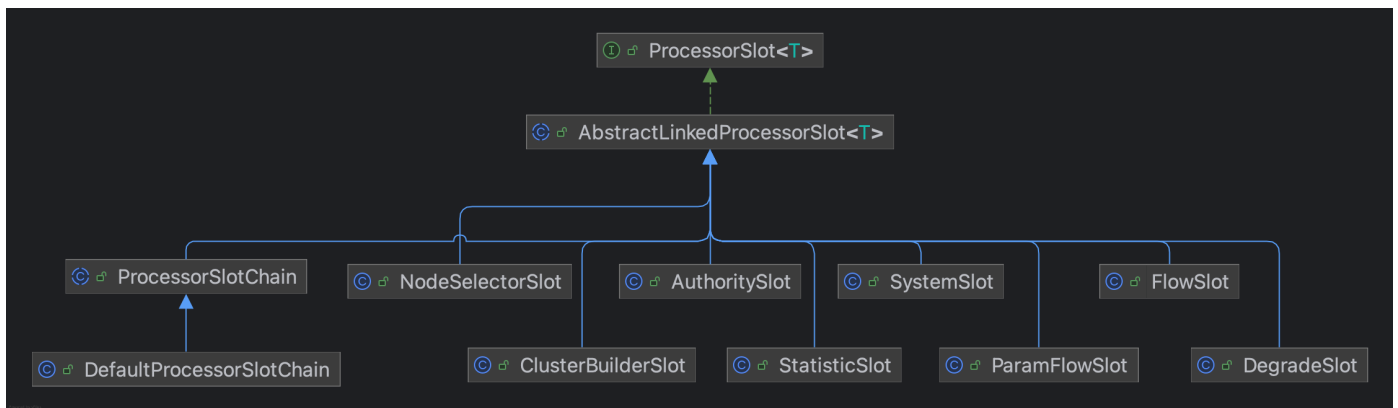 ProcessorSlot<T>
AbstractLinkedProcessorSlot<T>
ProcessorSlotChain
NodeSelectorSlot
AuthoritySlot
SystemSlot
FlowSlot
DefaultProcessorSlotChain
ClusterBuilderSlot
StatisticSlot
ParamFlowSlot
DegradeSlot